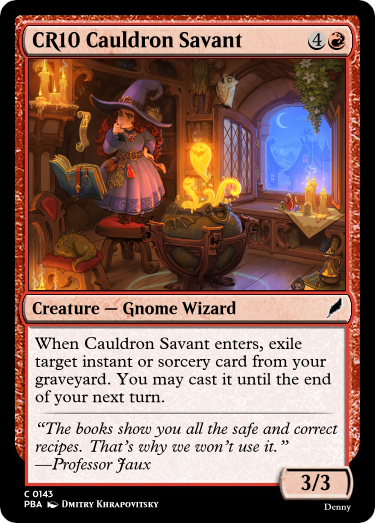 CR10 Cauldron Savant 4
Creature — Gnome Wizard
When Cauldron Savant enters, exile
target instant or sorcery card from your
graveyard. You may cast it until the end
of your next turn.
“The books show you all the safe and correct
recipes. That’s why we won’t use it.”
—Professor Jaux
3/3
C 0143
PBA DMITRY KHRAPOVITSKY
Denny